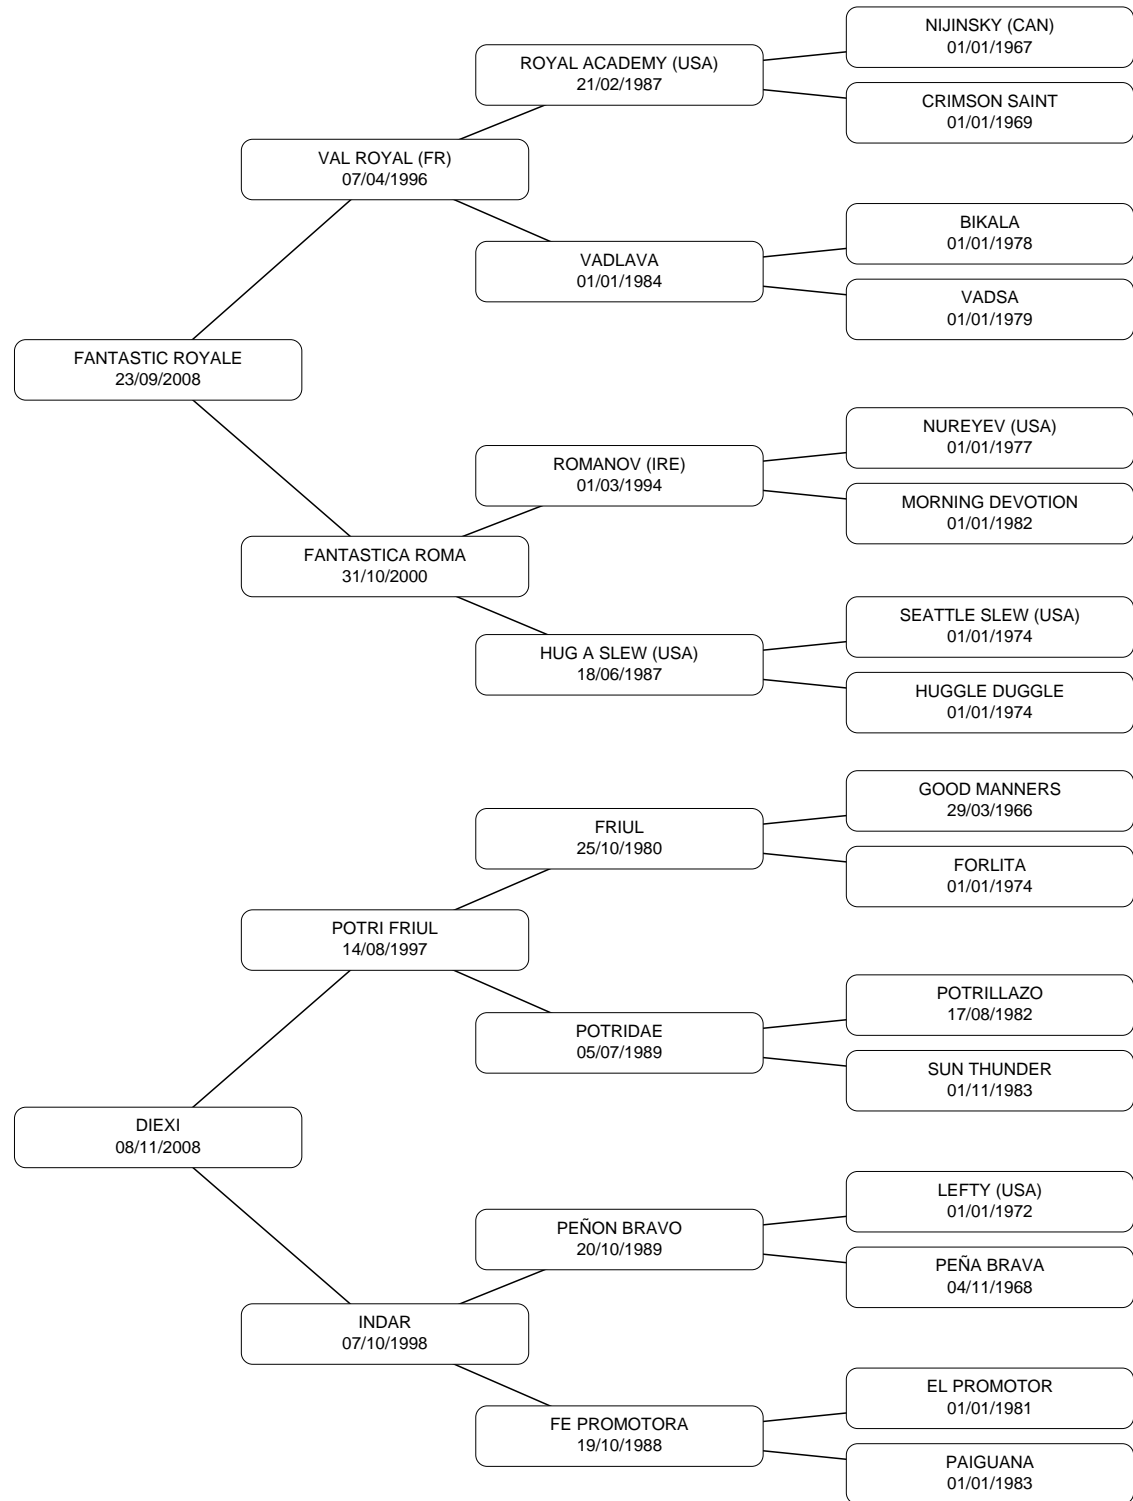 NIJINSKY (CAN)
01/01/1967
ROYAL ACADEMY (USA)
21/02/1987
CRIMSON SAINT
01/01/1969
VAL ROYAL (FR)
07/04/1996
BIKALA
01/01/1978
VADLAVA
01/01/1984
VADSA
01/01/1979
FANTASTIC ROYALE
23/09/2008
NUREYEV (USA)
01/01/1977
ROMANOV (IRE)
01/03/1994
MORNING DEVOTION
01/01/1982
FANTASTICA ROMA
31/10/2000
SEATTLE SLEW (USA)
01/01/1974
HUG A SLEW (USA)
18/06/1987
HUGGLE DUGGLE
01/01/1974
GOOD MANNERS
29/03/1966
FRIUL
25/10/1980
FORLITA
01/01/1974
POTRI FRIUL
14/08/1997
POTRILLAZO
17/08/1982
POTRIDAE
05/07/1989
SUN THUNDER
01/11/1983
DIEXI
08/11/2008
LEFTY (USA)
01/01/1972
PEÑON BRAVO
20/10/1989
PEÑA BRAVA
04/11/1968
INDAR
07/10/1998
EL PROMOTOR
01/01/1981
FE PROMOTORA
19/10/1988
PAIGUANA
01/01/1983